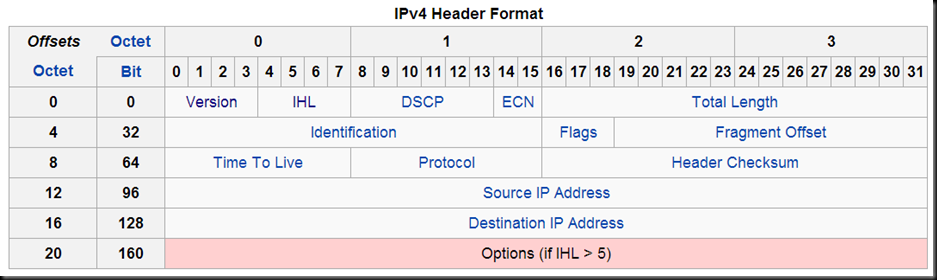 IPv4 Header Format
Offsets Octet 0 1 2 3
Octet Bit 0 1 2 3 4 5 6 7 8 9 10 11 12 13 14 15 16 17 18 19 20 21 22 23 24 25 26 27 28 29 30 31
0 0 Version IHL DSCP ECN Total Length
4 32 Identification Flags Fragment Offset
8 64 Time To Live Protocol Header Checksum
12 96 Source IP Address
16 128 Destination IP Address
20 160 Options (if IHL > 5)